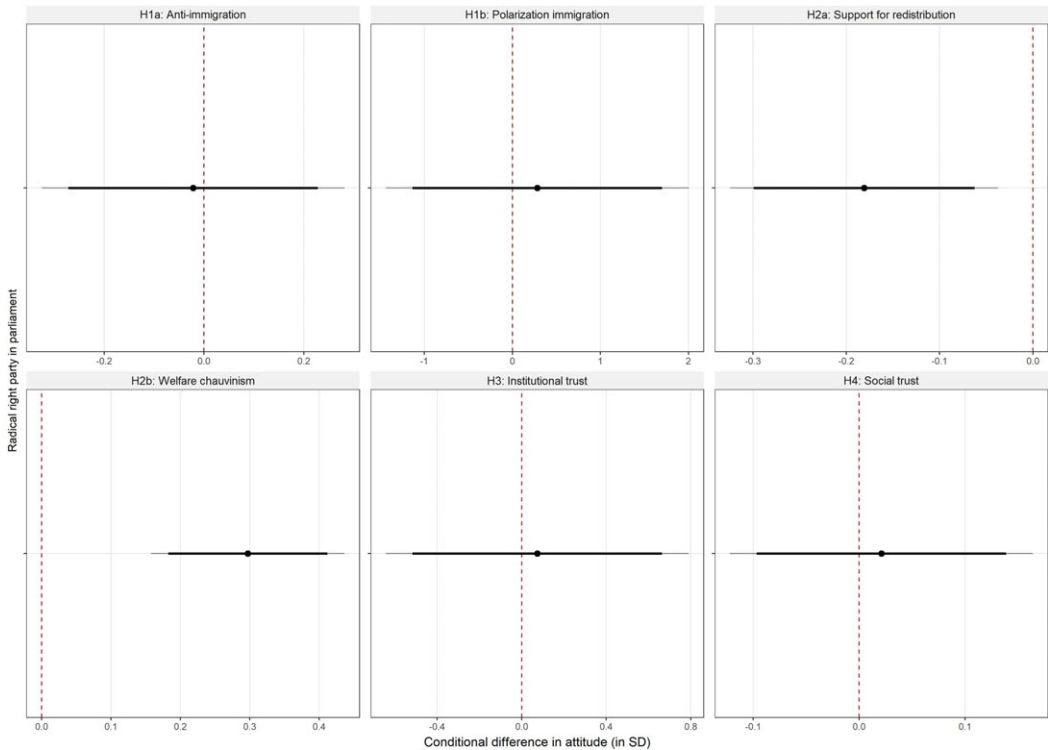 H1a: Anti-immigration
H1b: Polarization immigration
H2a: Support for redistribution
-0.2 0.0 0.2
-1 0 1 2
-0.3 -0.2 -0.1 0.0
Radical right party in parliament
H2b: Welfare chauvinism
H3: Institutional trust
H4: Social trust
0.0 0.1 0.2 0.3 0.4
-0.4 0.0 0.4 0.8
-0.1 0.0 0.1
Conditional difference in attitude (in SD)